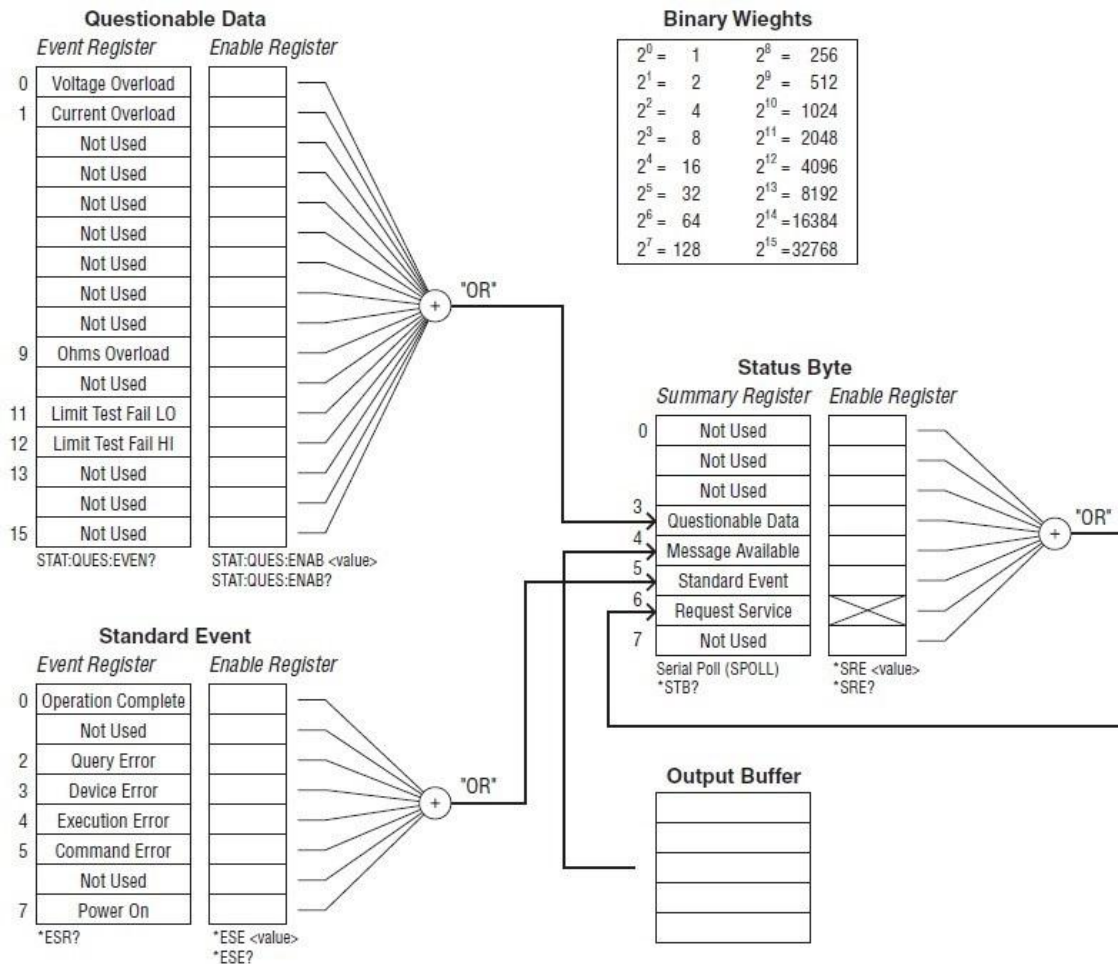 Questionable Data
Event Register
Enable Register
0 Voltage Overload
1 Current Overload
Not Used
Not Used
Not Used
Not Used
Not Used
Not Used
Not Used
9 Ohms Overload
Not Used
11 Limit Test Fail LO
12 Limit Test Fail HI
13 Not Used
Not Used
15 Not Used
STAT:QUES:EVEN?
STAT:QUES:ENAB <value>
STAT:QUES:ENAB?
+
"OR"
Binary Wieghts
2⁰ = 1 2⁸ = 256
2¹ = 2 2⁹ = 512
2² = 4 2¹⁰ = 1024
2³ = 8 2¹¹ = 2048
2⁴ = 16 2¹² = 4096
2⁵ = 32 2¹³ = 8192
2⁶ = 64 2¹⁴ =16384
2⁷ = 128 2¹⁵ =32768
Status Byte
Summary Register
Enable Register
0 Not Used
Not Used
Not Used
3 Questionable Data
4 Message Available
5 Standard Event
6 Request Service
7 Not Used
Serial Poll (SPOLL)
*STB?
*SRE <value>
*SRE?
+
"OR"
Standard Event
Event Register
Enable Register
0 Operation Complete
Not Used
2 Query Error
3 Device Error
4 Execution Error
5 Command Error
Not Used
7 Power On
*ESR?
*ESE <value>
*ESE?
+
"OR"
Output Buffer